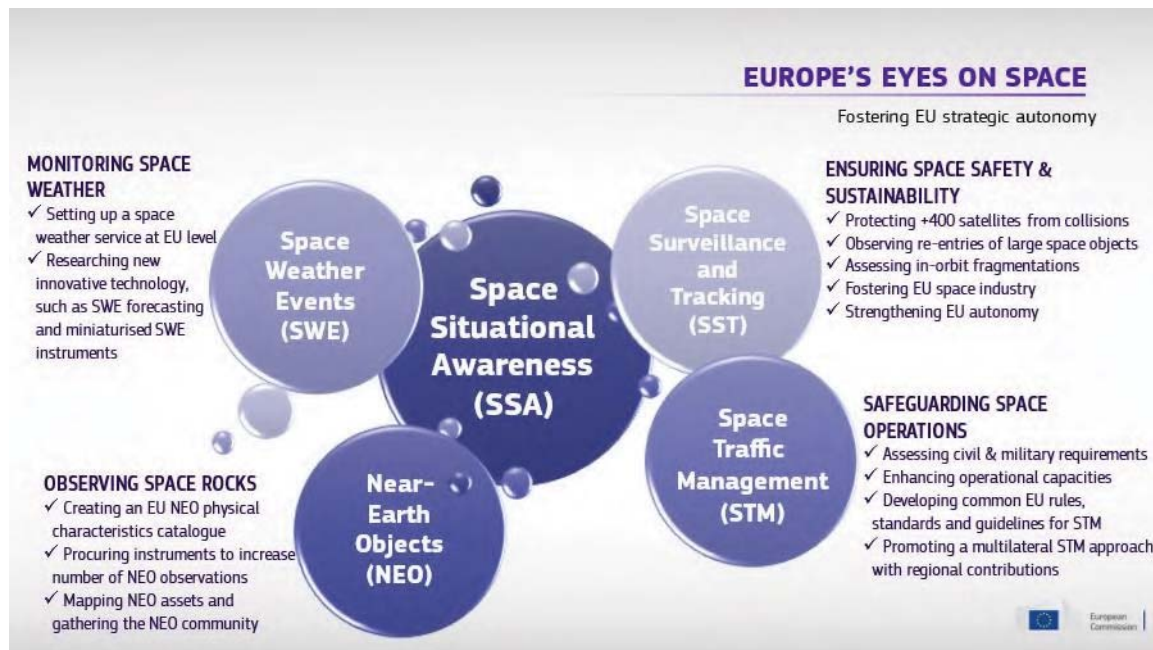 EUROPE'S EYES ON SPACE
Fostering EU strategic autonomy
MONITORING SPACE
WEATHER
✓ Setting up a space
weather service at EU level
✓ Researching new
innovative technology,
such as SWE forecasting
and miniaturised SWE
instruments
Space
Weather
Events
(SWE)
Space
Situational
Awareness
(SSA)
Space
Surveillance
and
Tracking
(SST)
ENSURING SPACE SAFETY &
SUSTAINABILITY
✓ Protecting +400 satellites from collisions
✓ Observing re-entries of large space objects
✓ Assessing in-orbit fragmentations
✓ Fostering EU space industry
✓ Strengthening EU autonomy
OBSERVING SPACE ROCKS
✓ Creating an EU NEO physical
characteristics catalogue
✓ Procuring instruments to increase
number of NEO observations
✓ Mapping NEO assets and
gathering the NEO community
Near-
Earth
Objects
(NEO)
Space
Traffic
Management
(STM)
SAFEGUARDING SPACE
OPERATIONS
✓ Assessing civil & military requirements
✓ Enhancing operational capacities
✓ Developing common EU rules,
standards and guidelines for STM
✓ Promoting a multilateral STM approach
with regional contributions
European
Commission